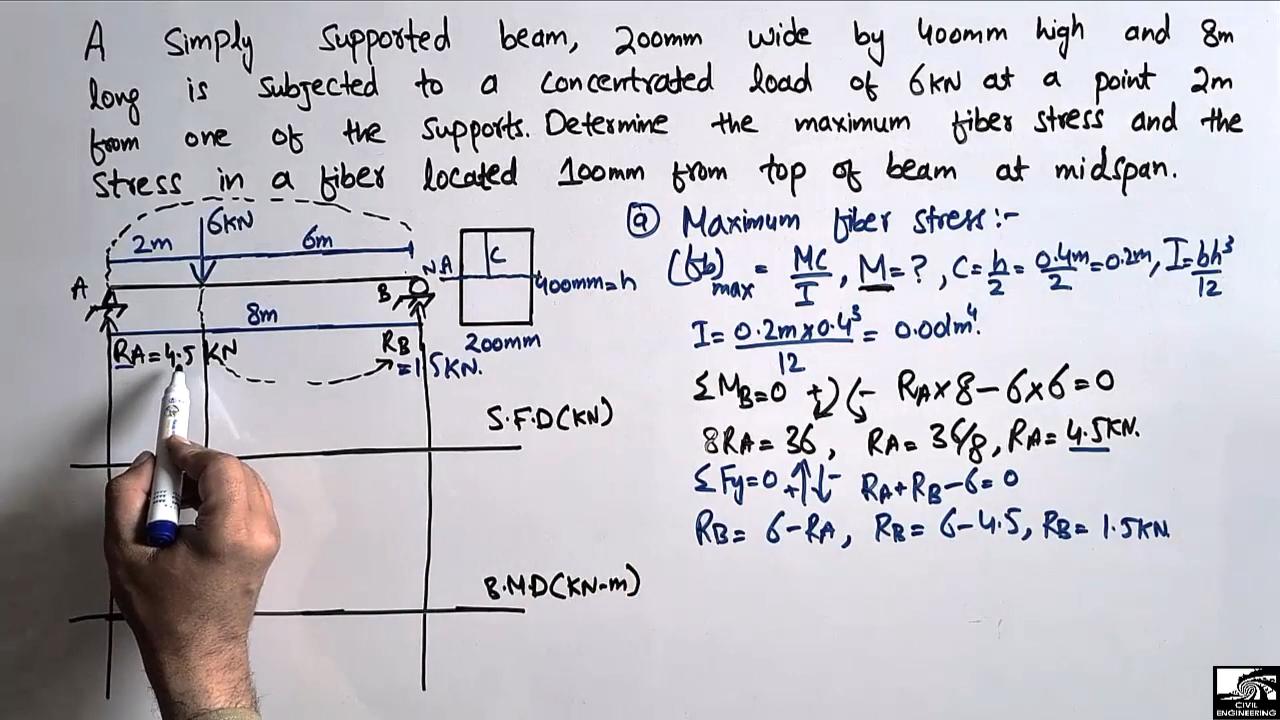 A Simply Supported beam, 200mm wide by 400mm high and 8m
long is subjected to a concentrated load of 6KN at a point 2m
from one of the supports. Determine the maximum fiber stress and the
stress in a fiber located 100mm from top of beam at midspan.
ⓐ Maximum fiber stress:-
(fb)max = MC/I, M=?, C=h/2=0.4m/2=0.2m, I=bh³/12
I=0.2m×0.4³/12=0.001m⁴.
ΣMB=0 +⤵ ⤹- RA×8-6×6=0
8RA=36, RA=36/8, RA=4.5KN.
ΣFy=0 +↑↓- RA+RB-6=0
RB=6-RA, RB=6-4.5, RB=1.5KN
6KN
2m
6m
A
B
N A
C
400mm=h
200mm
8m
RA=4.5 KN
RB
=1.5KN.
S.F.D(KN)
B.M.D(KN-m)
CIVIL
ENGINEERING